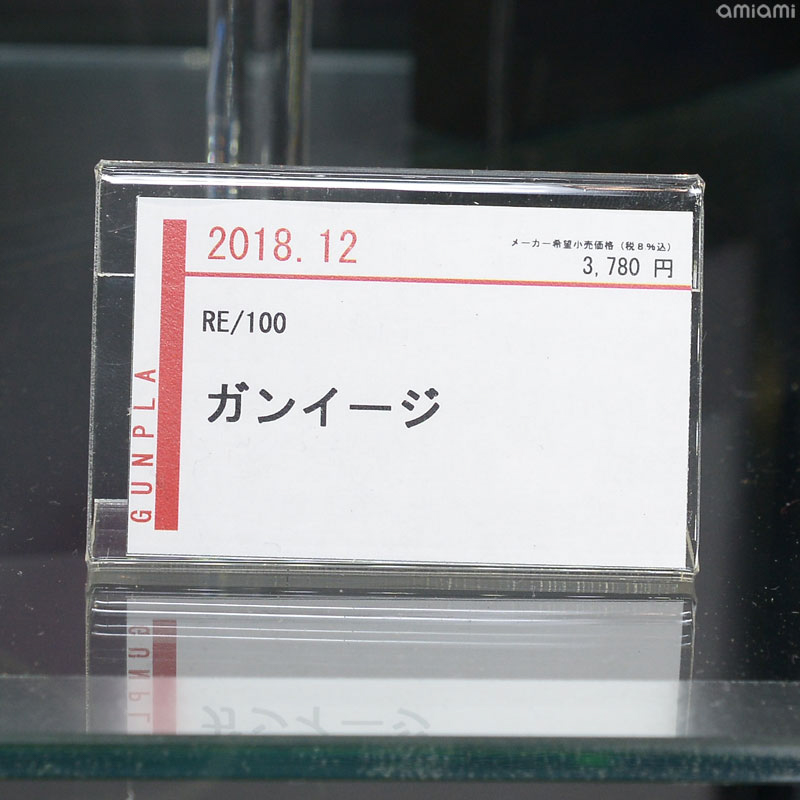 amiami
2018.12
メーカー希望小売価格（税８%込）
3,780 円
RE/100
ガンイージ
GUNPLA